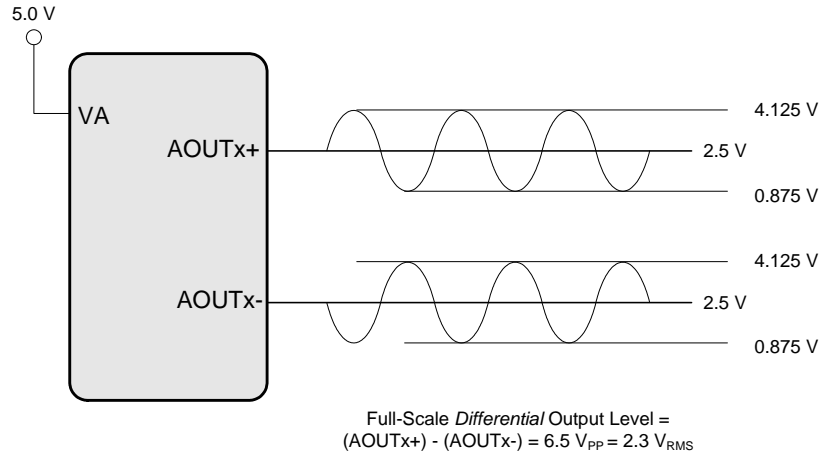 5.0 V
VA
AOUTx+
4.125 V
2.5 V
0.875 V
AOUTx-
4.125 V
2.5 V
0.875 V
Full-Scale Differential Output Level =
(AOUTx+) - (AOUTx-) = 6.5 VPP = 2.3 VRMS